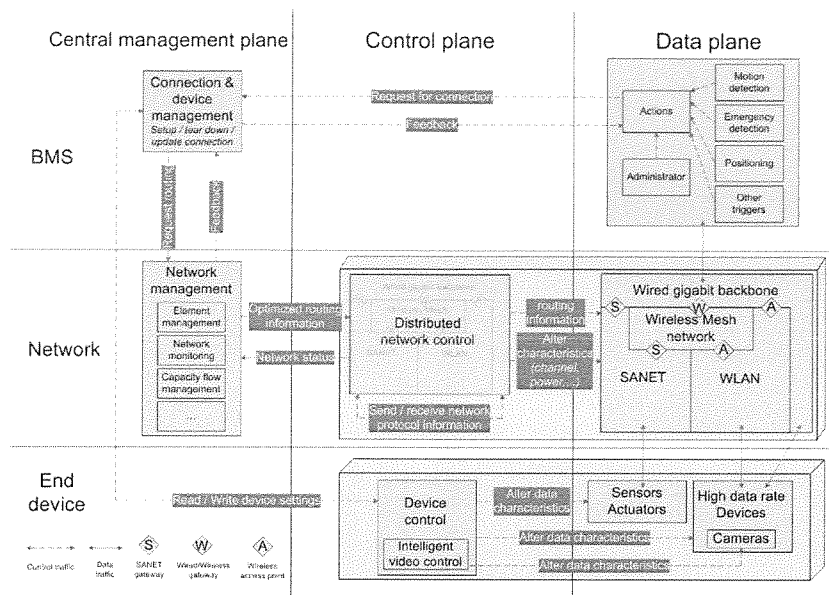 Central management plane
Control plane
Data plane
BMS
Connection &
device
management
Setup / tear down /
update connection
Request for connection
Feedback
Actions
Administrator
Motion
detection
Emergency
detection
Positioning
Other
triggers
Request routing
Feedback
Network
Network
management
Element
management
Network
monitoring
Capacity flow
management
...
Optimized routing
information
Network status
Distributed
network control
Send / receive network
protocol information
routing
information
Alter
characteristics
(channel,
power, ...)
Wired gigabit backbone
S
W
A
Wireless Mesh
network
S
A
SANET
WLAN
End
device
Read / Write device settings
Device
control
Intelligent
video control
Alter data
characteristics
Sensors
Actuators
High data rate
Devices
Cameras
Alter data characteristics
Alter data characteristics
S
W
A
Control traffic
Data
traffic
SANET
gateway
Wired/Wireless
gateway
Wireless
access point